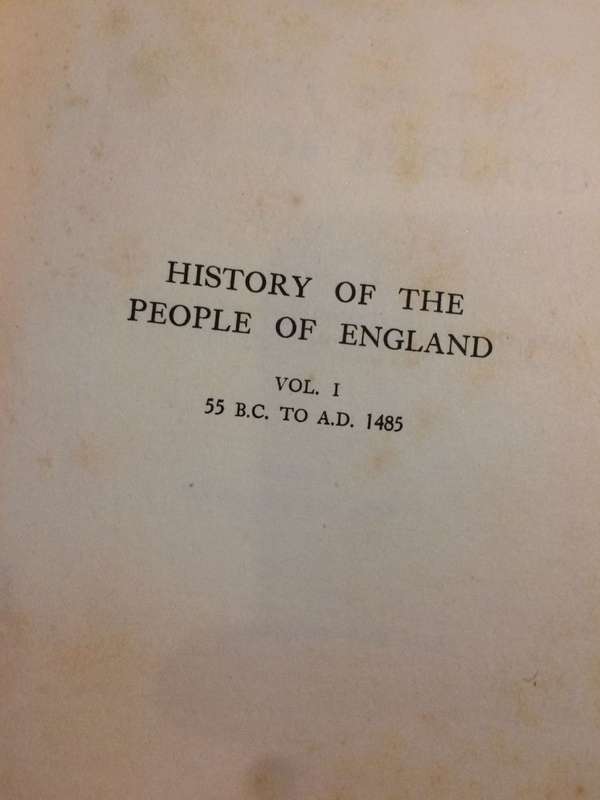 HISTORY OF THE
PEOPLE OF ENGLAND
VOL. I
55 B.C. TO A.D. 1485